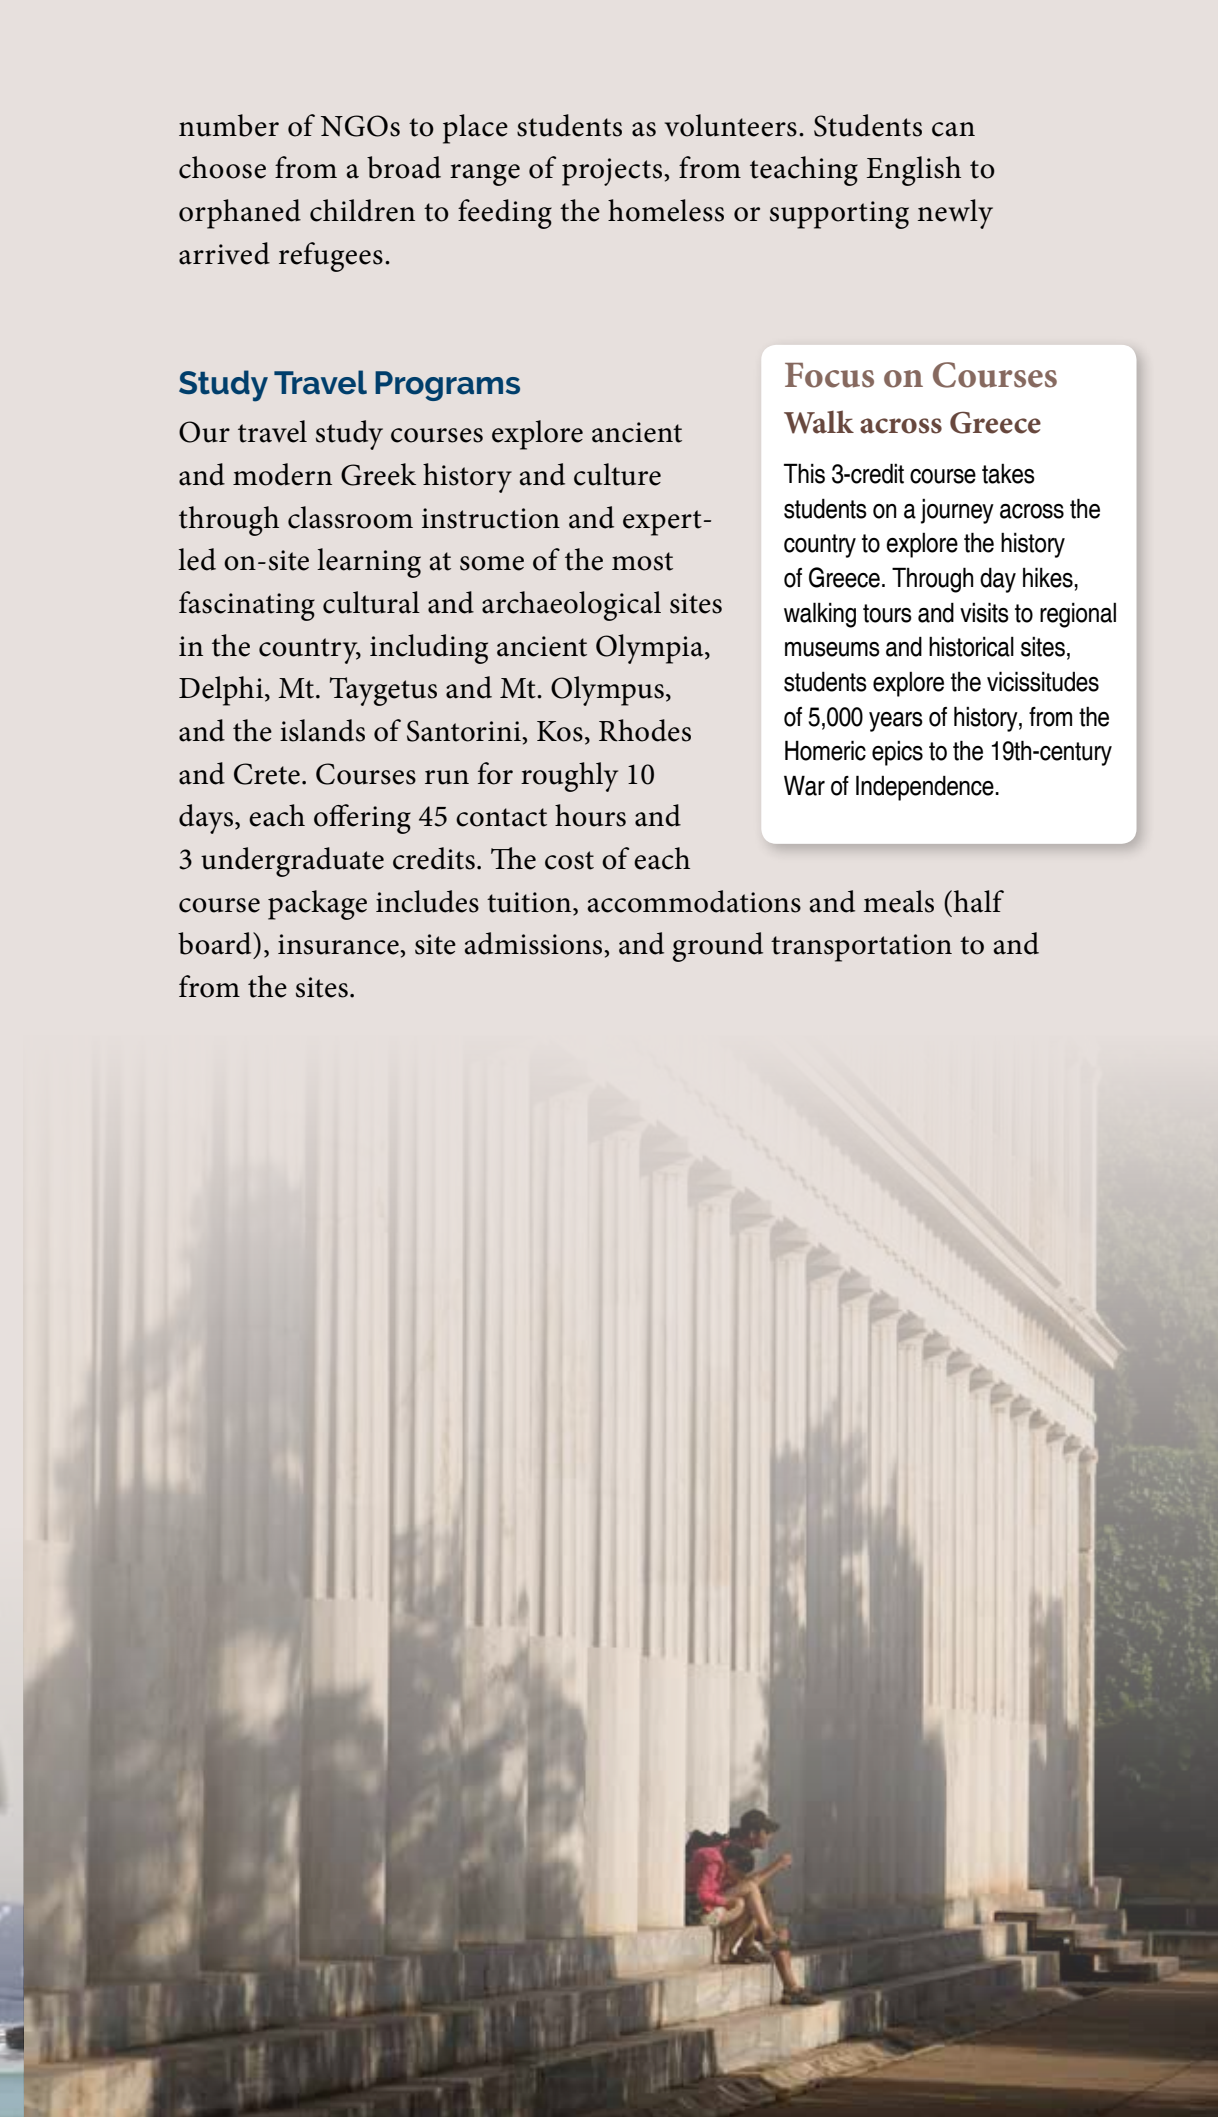 number of NGOs to place students as volunteers. Students can
choose from a broad range of projects, from teaching English to
orphaned children to feeding the homeless or supporting newly
arrived refugees.
Study Travel Programs
Our travel study courses explore ancient
and modern Greek history and culture
through classroom instruction and expert-
led on-site learning at some of the most
fascinating cultural and archaeological sites
in the country, including ancient Olympia,
Delphi, Mt. Taygetus and Mt. Olympus,
and the islands of Santorini, Kos, Rhodes
and Crete. Courses run for roughly 10
days, each offering 45 contact hours and
3 undergraduate credits. The cost of each
course package includes tuition, accommodations and meals (half
board), insurance, site admissions, and ground transportation to and
from the sites.
Focus on Courses
Walk across Greece
This 3-credit course takes
students on a journey across the
country to explore the history
of Greece. Through day hikes,
walking tours and visits to regional
museums and historical sites,
students explore the vicissitudes
of 5,000 years of history, from the
Homeric epics to the 19th-century
War of Independence.